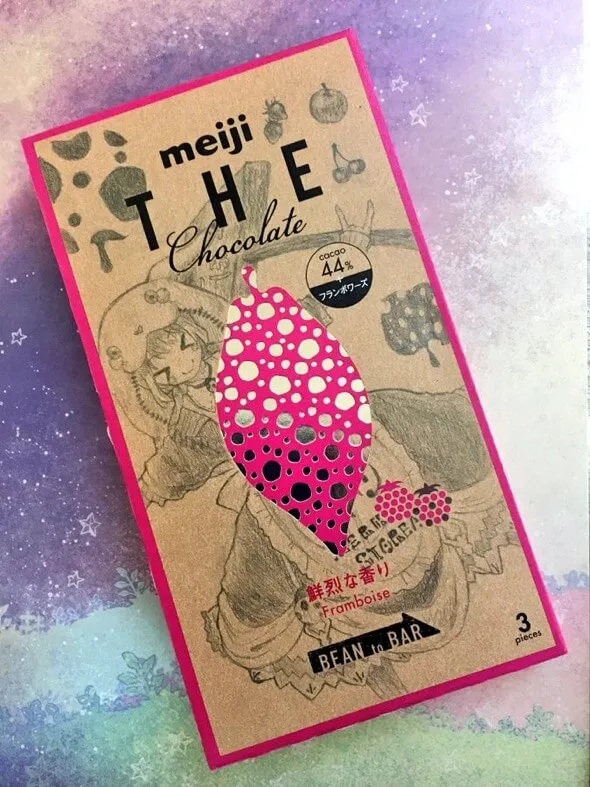 meiji
THE
Chocolate
cacao
44%
+
フランボワーズ
鮮烈な香り
Framboise
BEAN to BAR
3
pieces